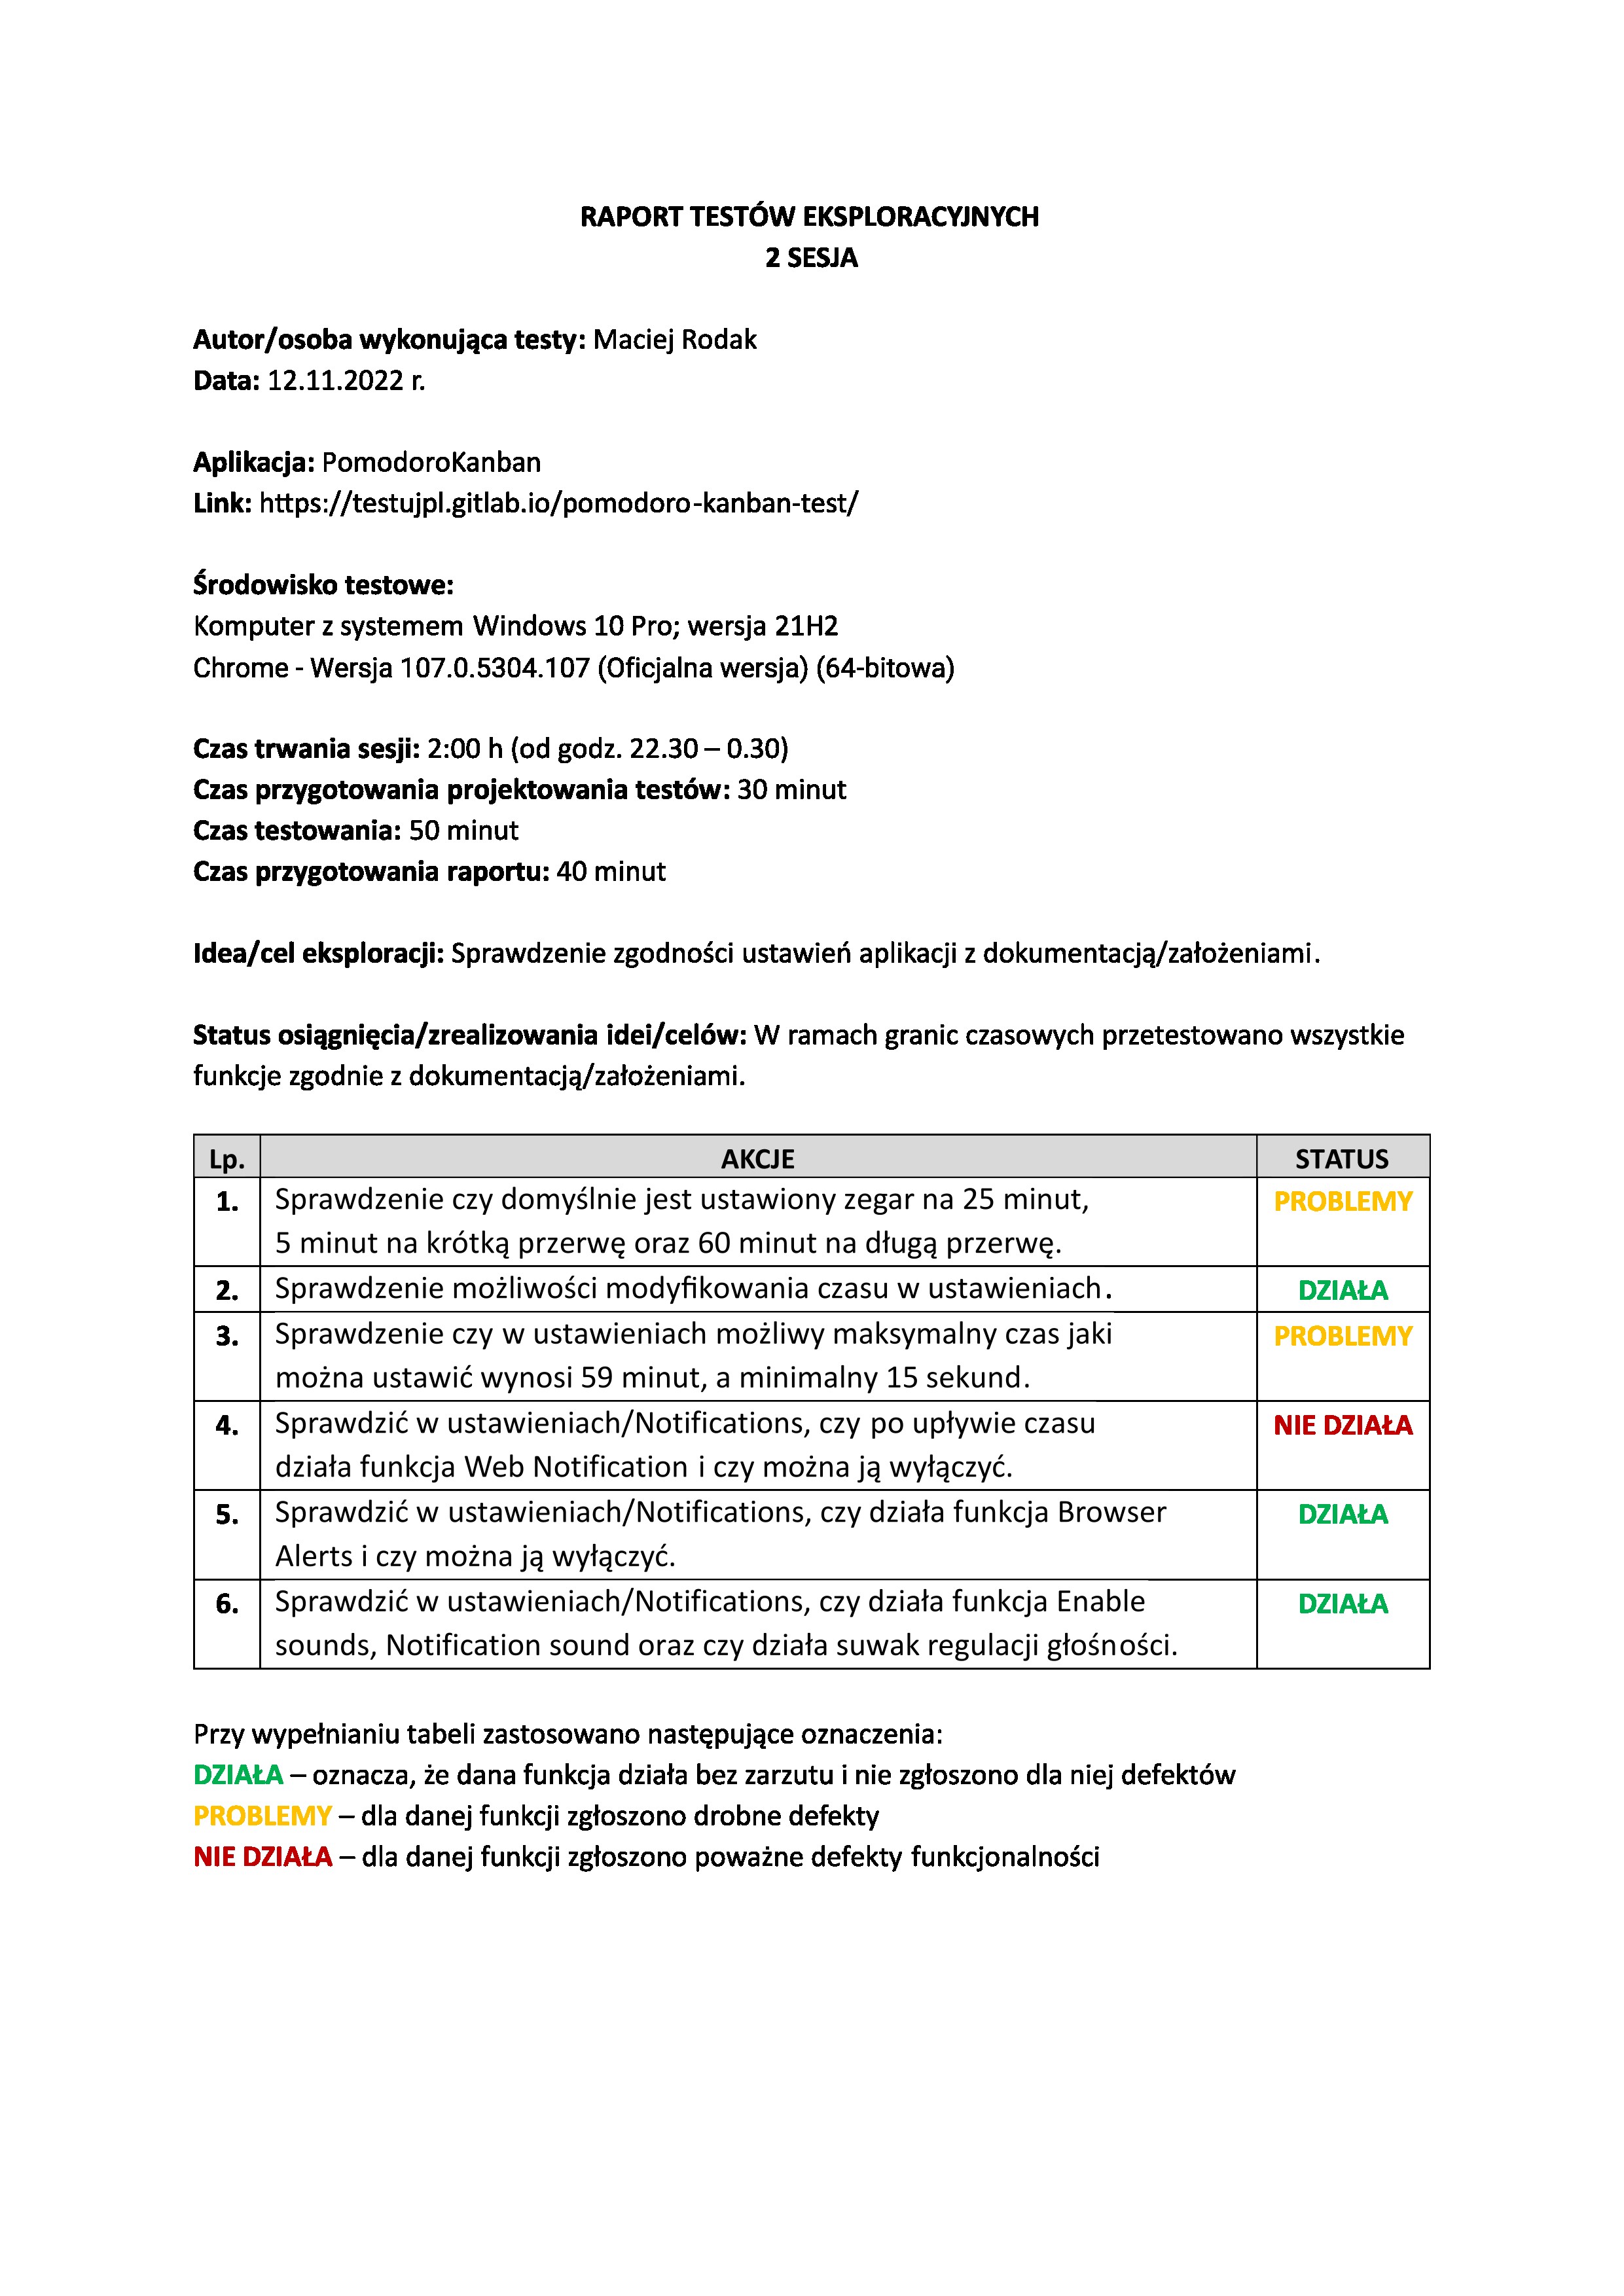 RAPORT TESTÓW EKSPLORACYJNYCH
2 SESJA
Autor/osoba wykonująca testy: Maciej Rodak
Data: 12.11.2022 r.
Aplikacja: PomodoroKanban
Link: https://testujpl.gitlab.io/pomodoro-kanban-test/
Środowisko testowe:
Komputer z systemem Windows 10 Pro; wersja 21H2
Chrome - Wersja 107.0.5304.107 (Oficjalna wersja) (64-bitowa)
Czas trwania sesji: 2:00 h (od godz. 22.30 – 0.30)
Czas przygotowania projektowania testów: 30 minut
Czas testowania: 50 minut
Czas przygotowania raportu: 40 minut
Idea/cel eksploracji: Sprawdzenie zgodności ustawień aplikacji z dokumentacją/założeniami.
Status osiągnięcia/zrealizowania idei/celów: W ramach granic czasowych przetestowano wszystkie
funkcje zgodnie z dokumentacją/założeniami.
Lp. AKCJE STATUS
1. Sprawdzenie czy domyślnie jest ustawiony zegar na 25 minut, PROBLEMY
5 minut na krótką przerwę oraz 60 minut na długą przerwę.
2. Sprawdzenie możliwości modyfikowania czasu w ustawieniach. DZIAŁA
3. Sprawdzenie czy w ustawieniach możliwy maksymalny czas jaki PROBLEMY
można ustawić wynosi 59 minut, a minimalny 15 sekund.
4. Sprawdzić w ustawieniach/Notifications, czy po upływie czasu NIE DZIAŁA
działa funkcja Web Notification i czy można ją wyłączyć.
5. Sprawdzić w ustawieniach/Notifications, czy działa funkcja Browser DZIAŁA
Alerts i czy można ją wyłączyć.
6. Sprawdzić w ustawieniach/Notifications, czy działa funkcja Enable DZIAŁA
sounds, Notification sound oraz czy działa suwak regulacji głośności.
Przy wypełnianiu tabeli zastosowano następujące oznaczenia:
DZIAŁA – oznacza, że dana funkcja działa bez zarzutu i nie zgłoszono dla niej defektów
PROBLEMY – dla danej funkcji zgłoszono drobne defekty
NIE DZIAŁA – dla danej funkcji zgłoszono poważne defekty funkcjonalności